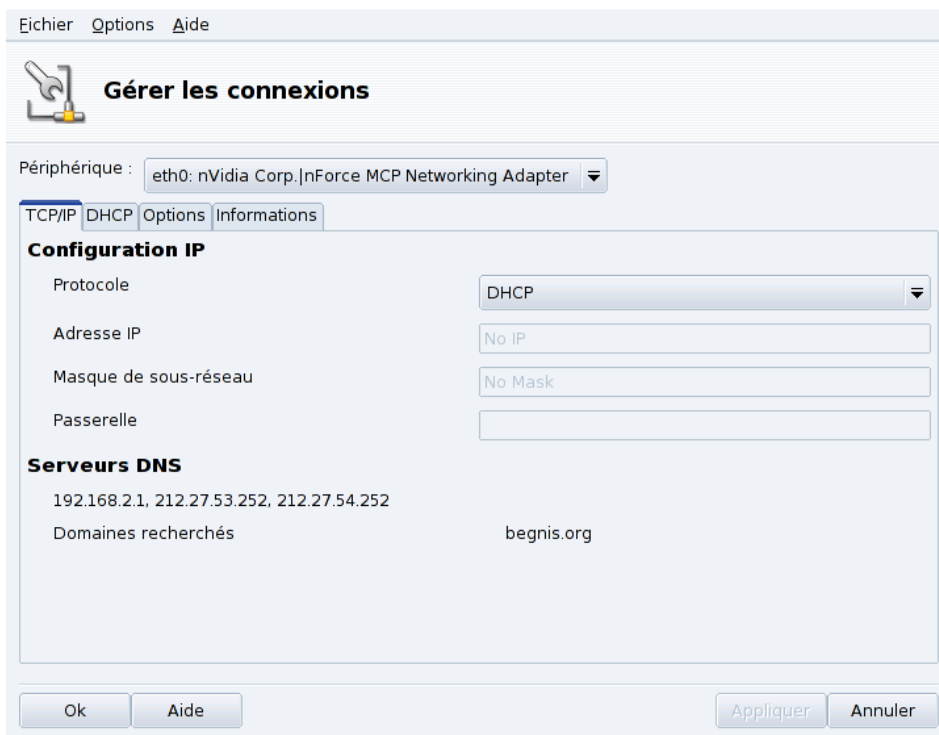 Fichier Options Aide
Gérer les connexions
Périphérique : eth0: nVidia Corp.|nForce MCP Networking Adapter
TCP/IP DHCP Options Informations
Configuration IP
Protocole DHCP
Adresse IP No IP
Masque de sous-réseau No Mask
Passerelle
Serveurs DNS
192.168.2.1, 212.27.53.252, 212.27.54.252
Domaines recherchés begnis.org
Ok Aide Appliquer Annuler